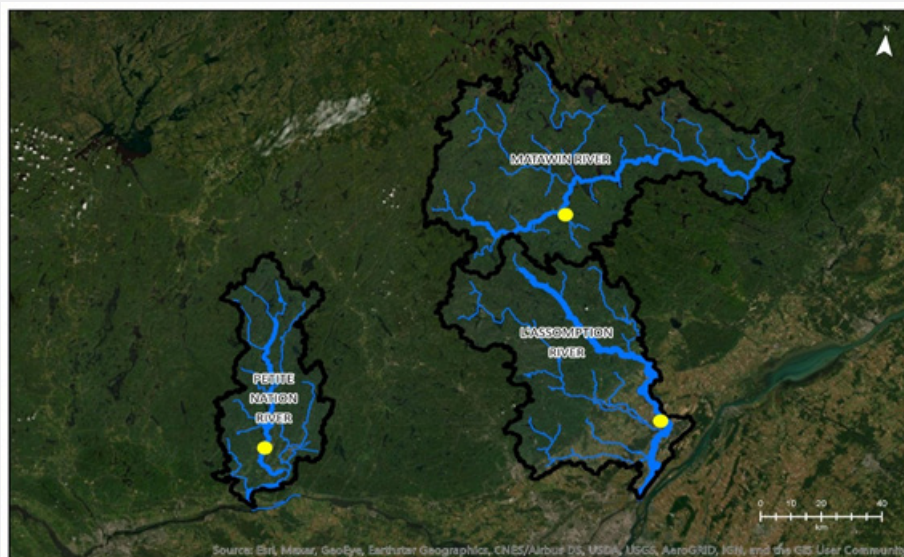 N
MATAWIN RIVER
L'ASSOMPTION
RIVER
PETITE
NATION
RIVER
0 10 20 40
km
Source: Esri, Maxar, GeoEye, Earthstar Geographics, CNES/Airbus DS, USDA, USGS, AeroGRID, IGN, and the GIS User Community